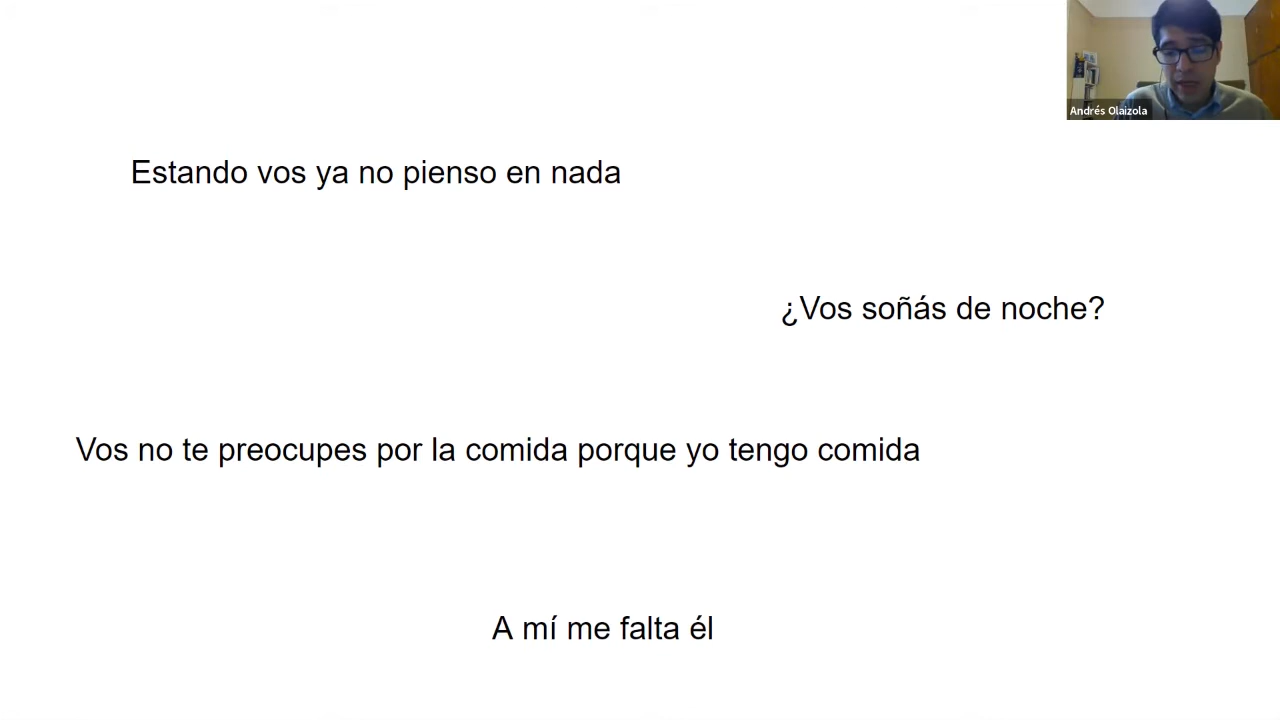 Andrés Olaizola
Estando vos ya no pienso en nada
¿Vos soñás de noche?
Vos no te preocupes por la comida porque yo tengo comida
A mí me falta él